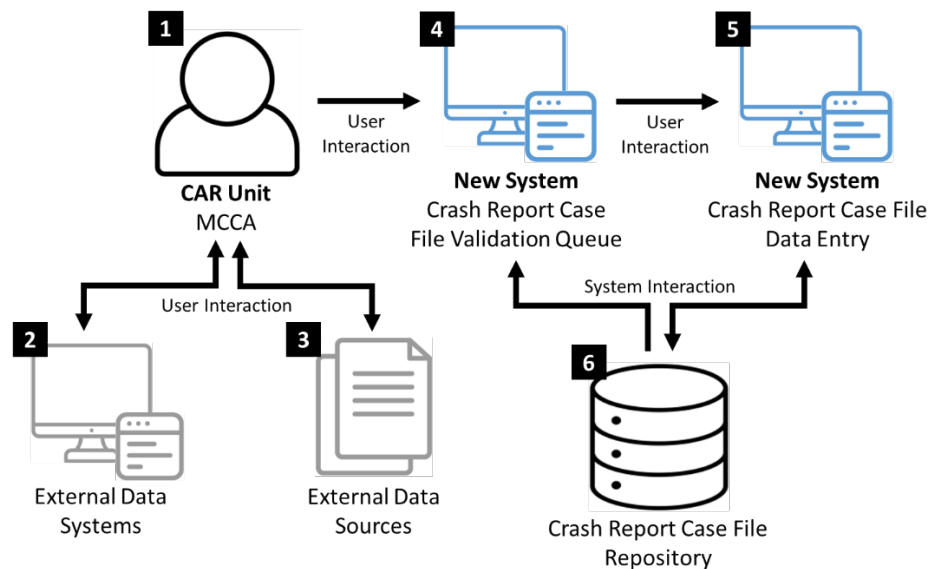 1
CAR Unit
MCCA
User Interaction
2
External Data
Systems
3
External Data
Sources
User
Interaction
4
New System
Crash Report Case
File Validation Queue
User
Interaction
5
New System
Crash Report Case File
Data Entry
System Interaction
6
Crash Report Case File
Repository